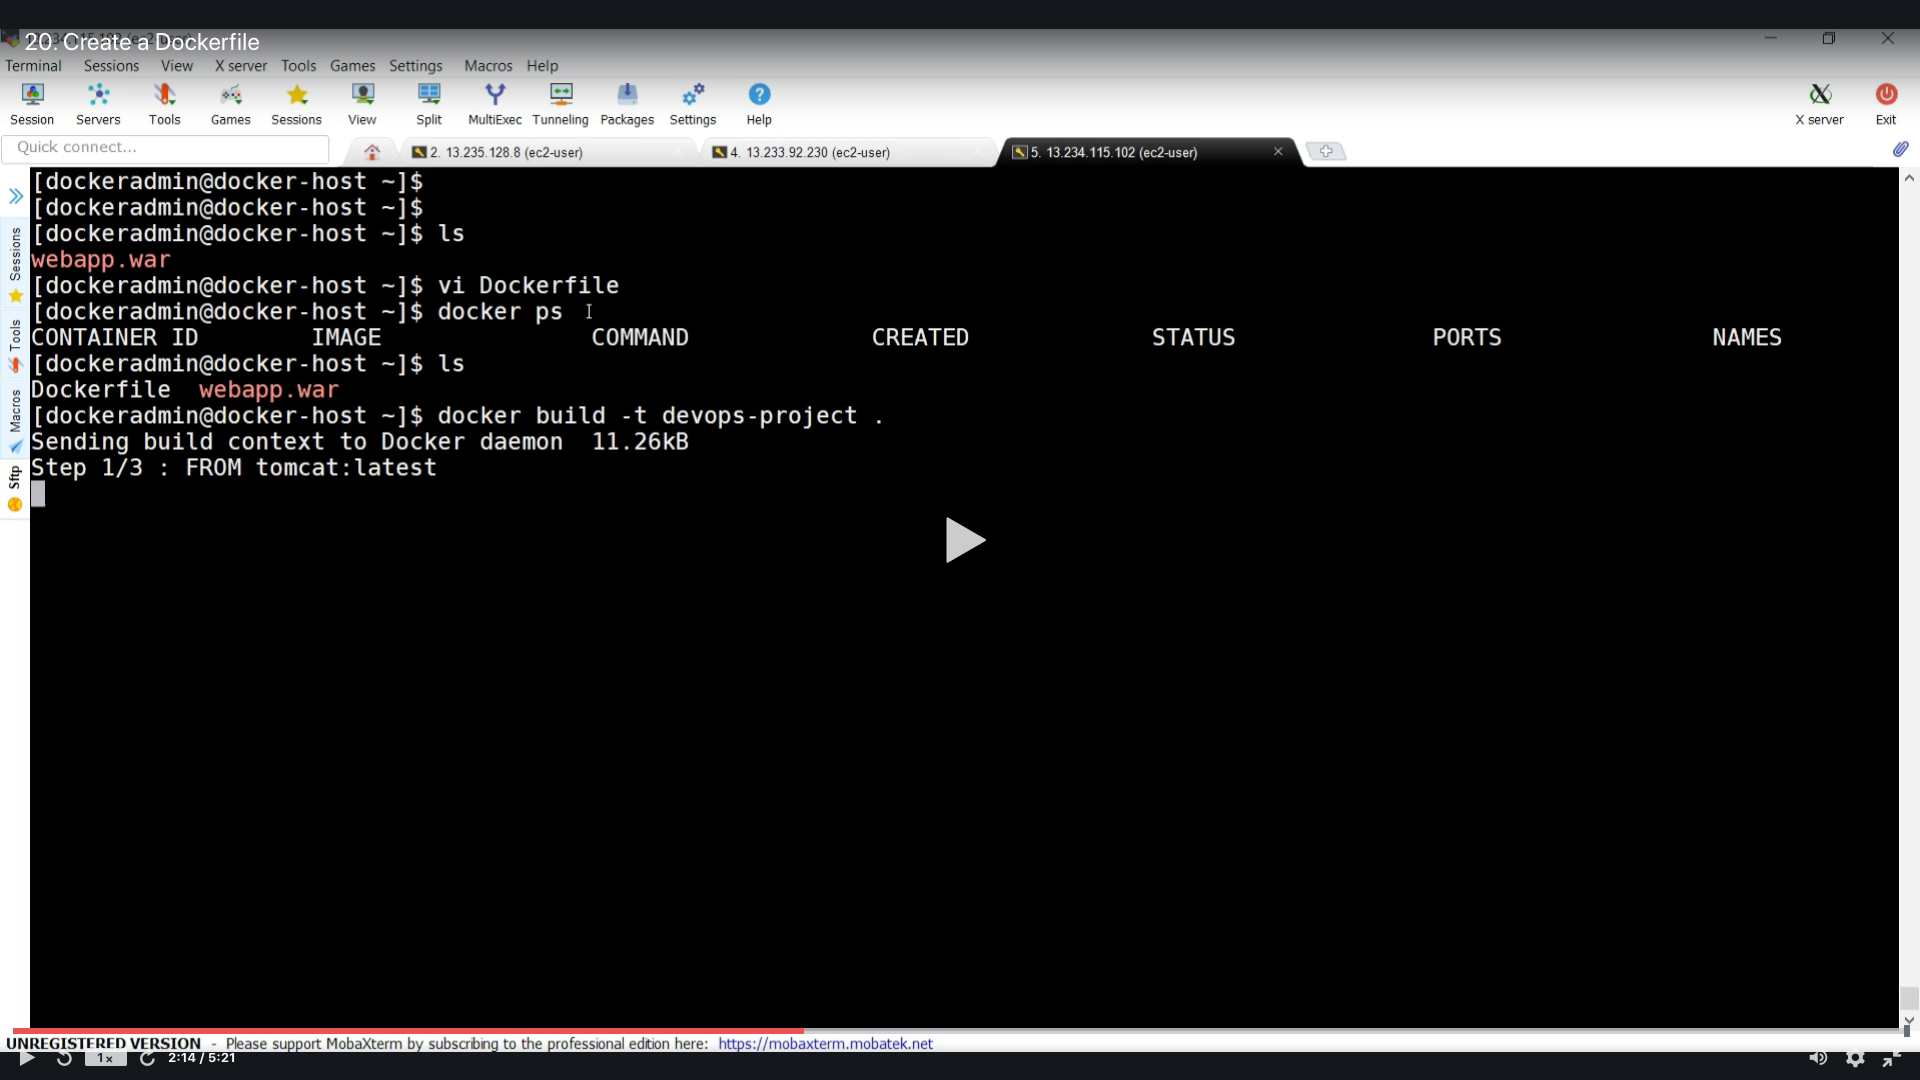 20. Create a Dockerfile
Terminal Sessions View X server Tools Games Settings Macros Help
Session Servers Tools Games Sessions View Split MultiExec Tunneling Packages Settings Help X server Exit
Quick connect...
2. 13.235.128.8 (ec2-user)
4. 13.233.92.230 (ec2-user)
5. 13.234.115.102 (ec2-user)
Sessions
Tools
Macros
Sftp
[dockeradmin@docker-host ~]$
[dockeradmin@docker-host ~]$
[dockeradmin@docker-host ~]$ ls
webapp.war
[dockeradmin@docker-host ~]$ vi Dockerfile
[dockeradmin@docker-host ~]$ docker ps
CONTAINER ID IMAGE COMMAND CREATED STATUS PORTS NAMES
[dockeradmin@docker-host ~]$ ls
Dockerfile webapp.war
[dockeradmin@docker-host ~]$ docker build -t devops-project .
Sending build context to Docker daemon 11.26kB
Step 1/3 : FROM tomcat:latest
UNREGISTERED VERSION - Please support MobaXterm by subscribing to the professional edition here: https://mobaxterm.mobatek.net
1x 2:14 / 5:21